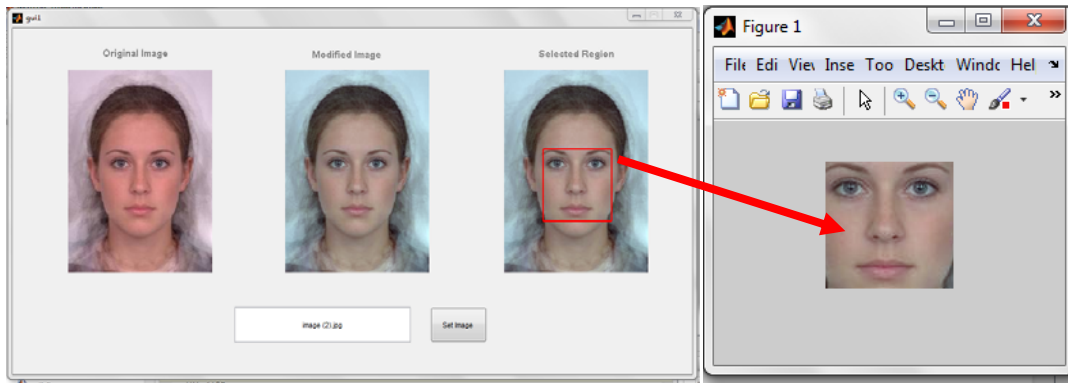 gui1
Original Image
Modified Image
Selected Region
image (2).jpg
Set Image
Figure 1
File Edi Viev Inse Too Deskt Windc Hel